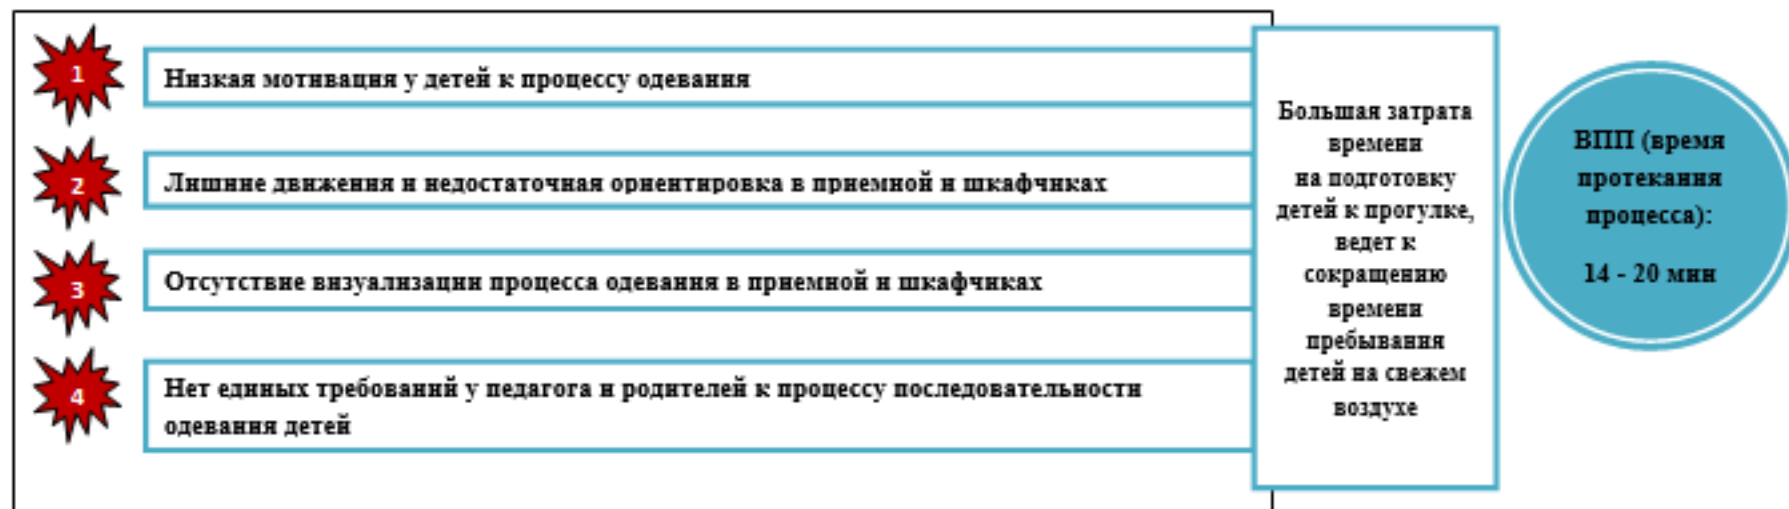 1
Низкая мотивация у детей к процессу одевания
2
Лишние движения и недостаточная ориентировка в приемной и шкафчиках
3
Отсутствие визуализации процесса одевания в приемной и шкафчиках
4
Нет единых требований у педагога и родителей к процессу последовательности
одевания детей
Большая затрата
времени
на подготовку
детей к прогулке,
ведет к
сокращению
времени
пребывания
детей на свежем
воздухе
ВПП (время
протекания
процесса):
14 - 20 мин